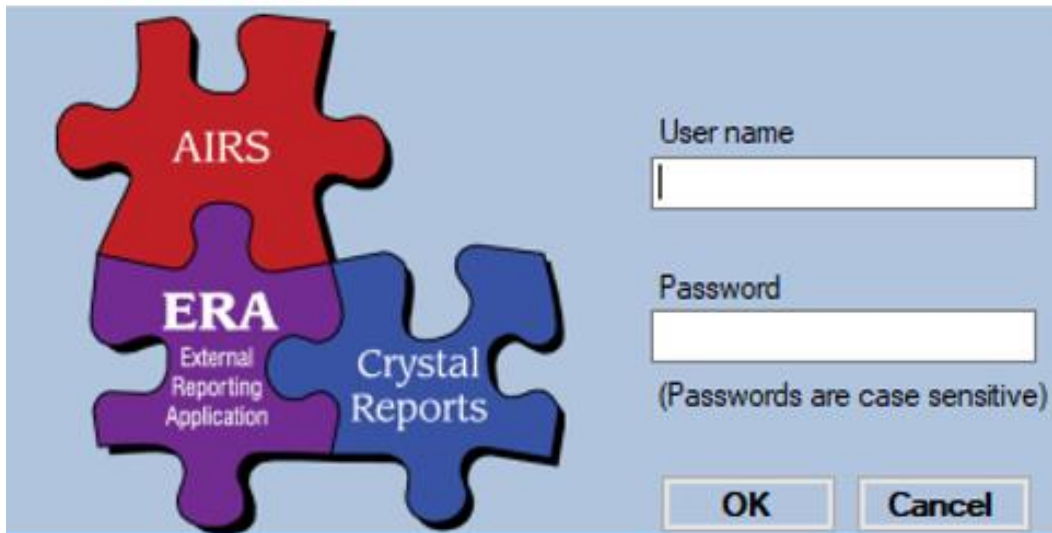 AIRS
ERA
External
Reporting
Application
Crystal
Reports
User name
Password
(Passwords are case sensitive)
OK
Cancel